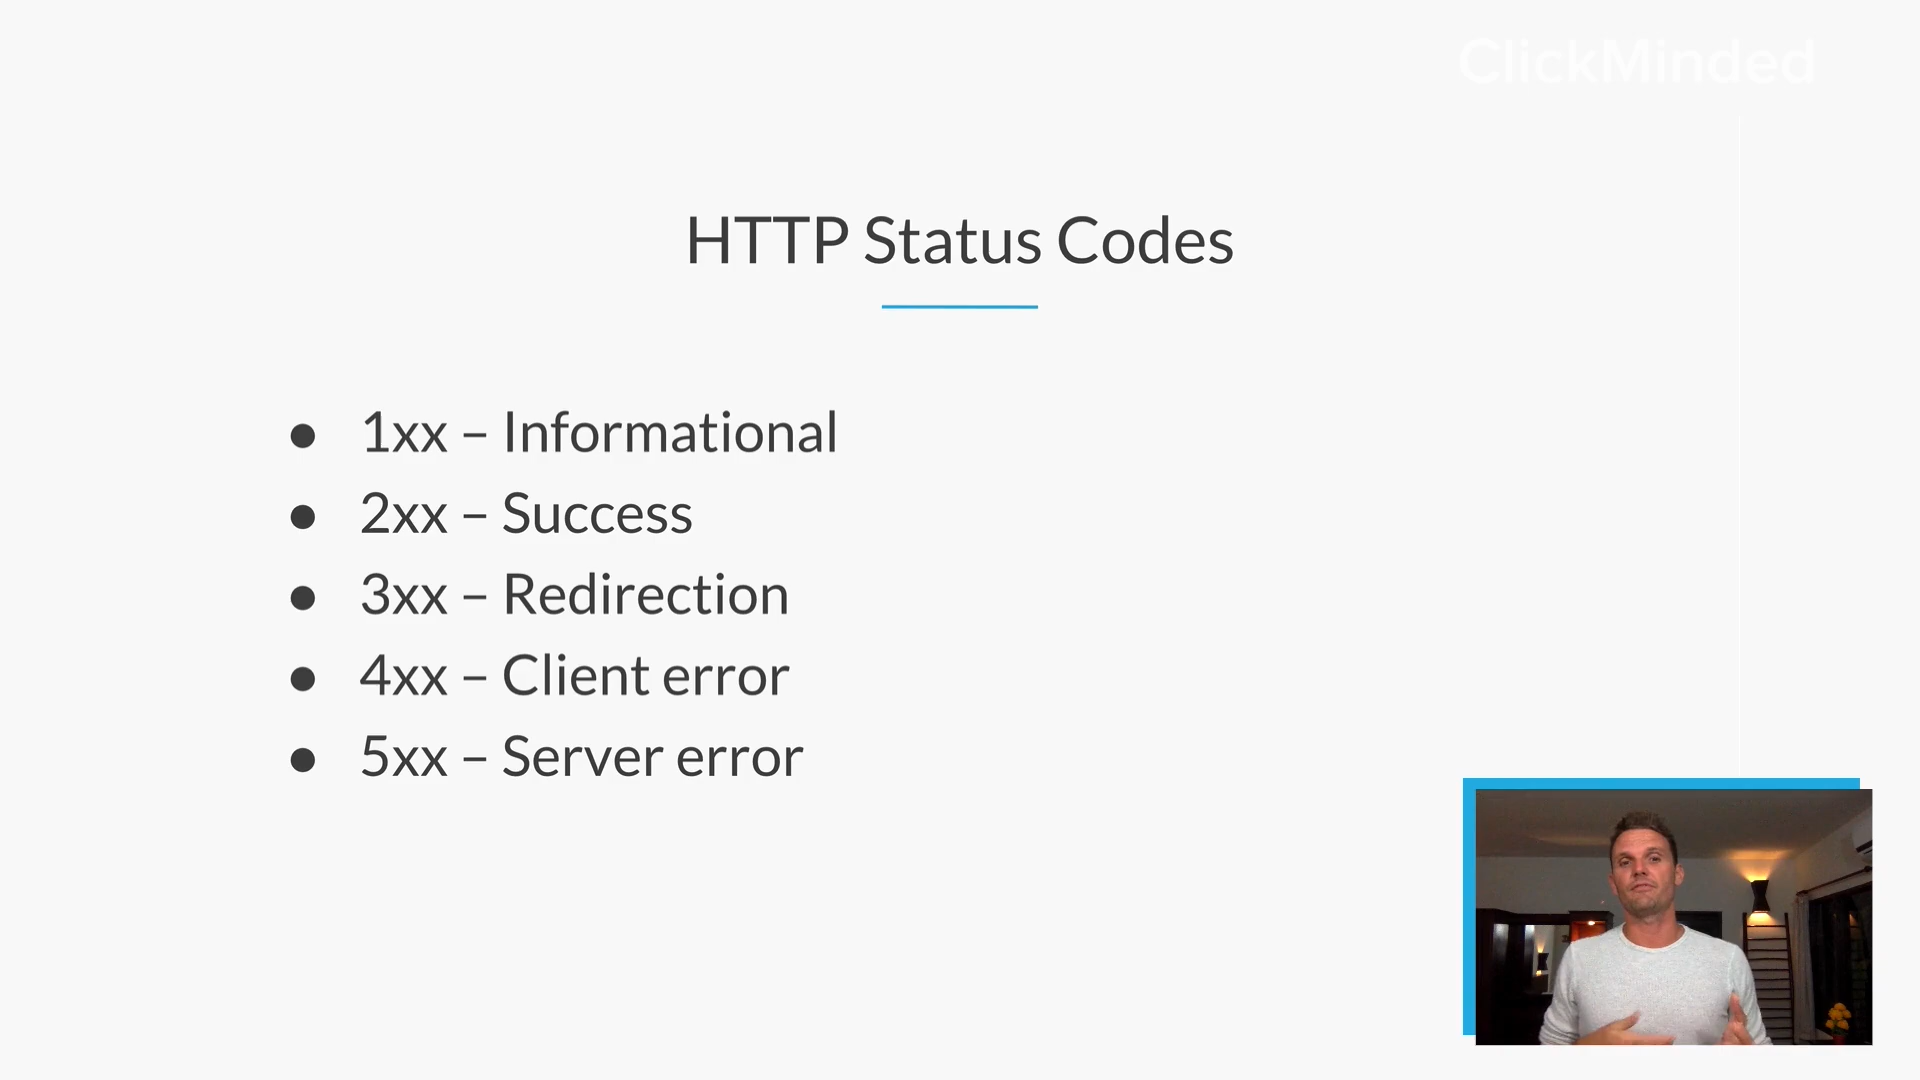 ClickMinded
HTTP Status Codes
● 1xx – Informational
● 2xx – Success
● 3xx – Redirection
● 4xx – Client error
● 5xx – Server error